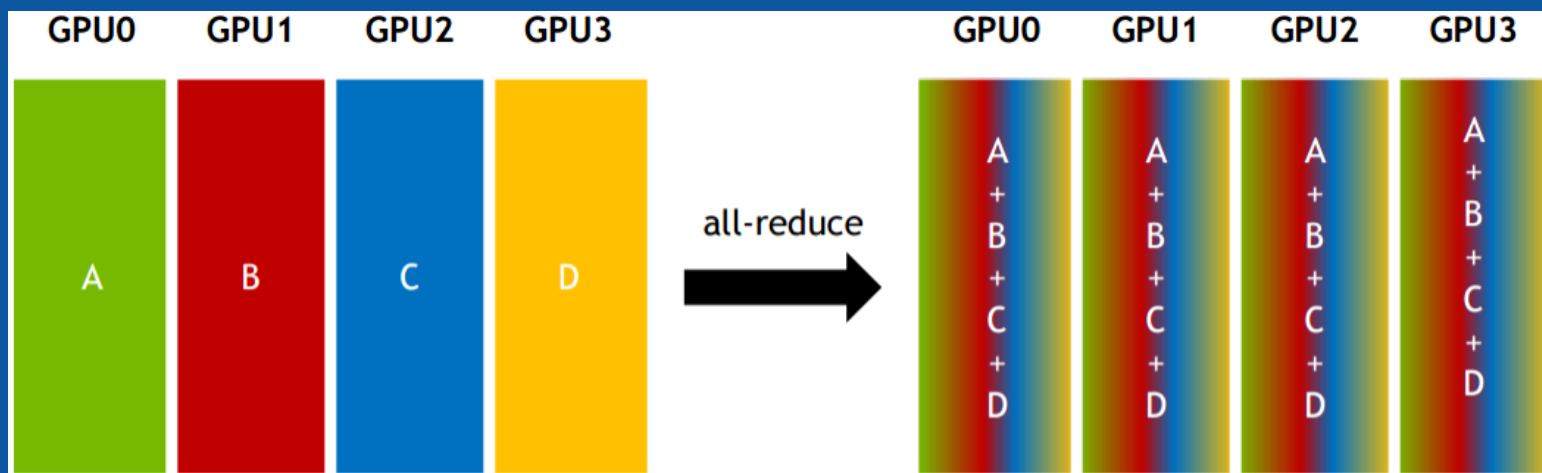 GPU0 GPU1 GPU2 GPU3 GPU0 GPU1 GPU2 GPU3
A B C D
all-reduce
A
+
B
+
C
+
D
A
+
B
+
C
+
D
A
+
B
+
C
+
D
A
+
B
+
C
+
D